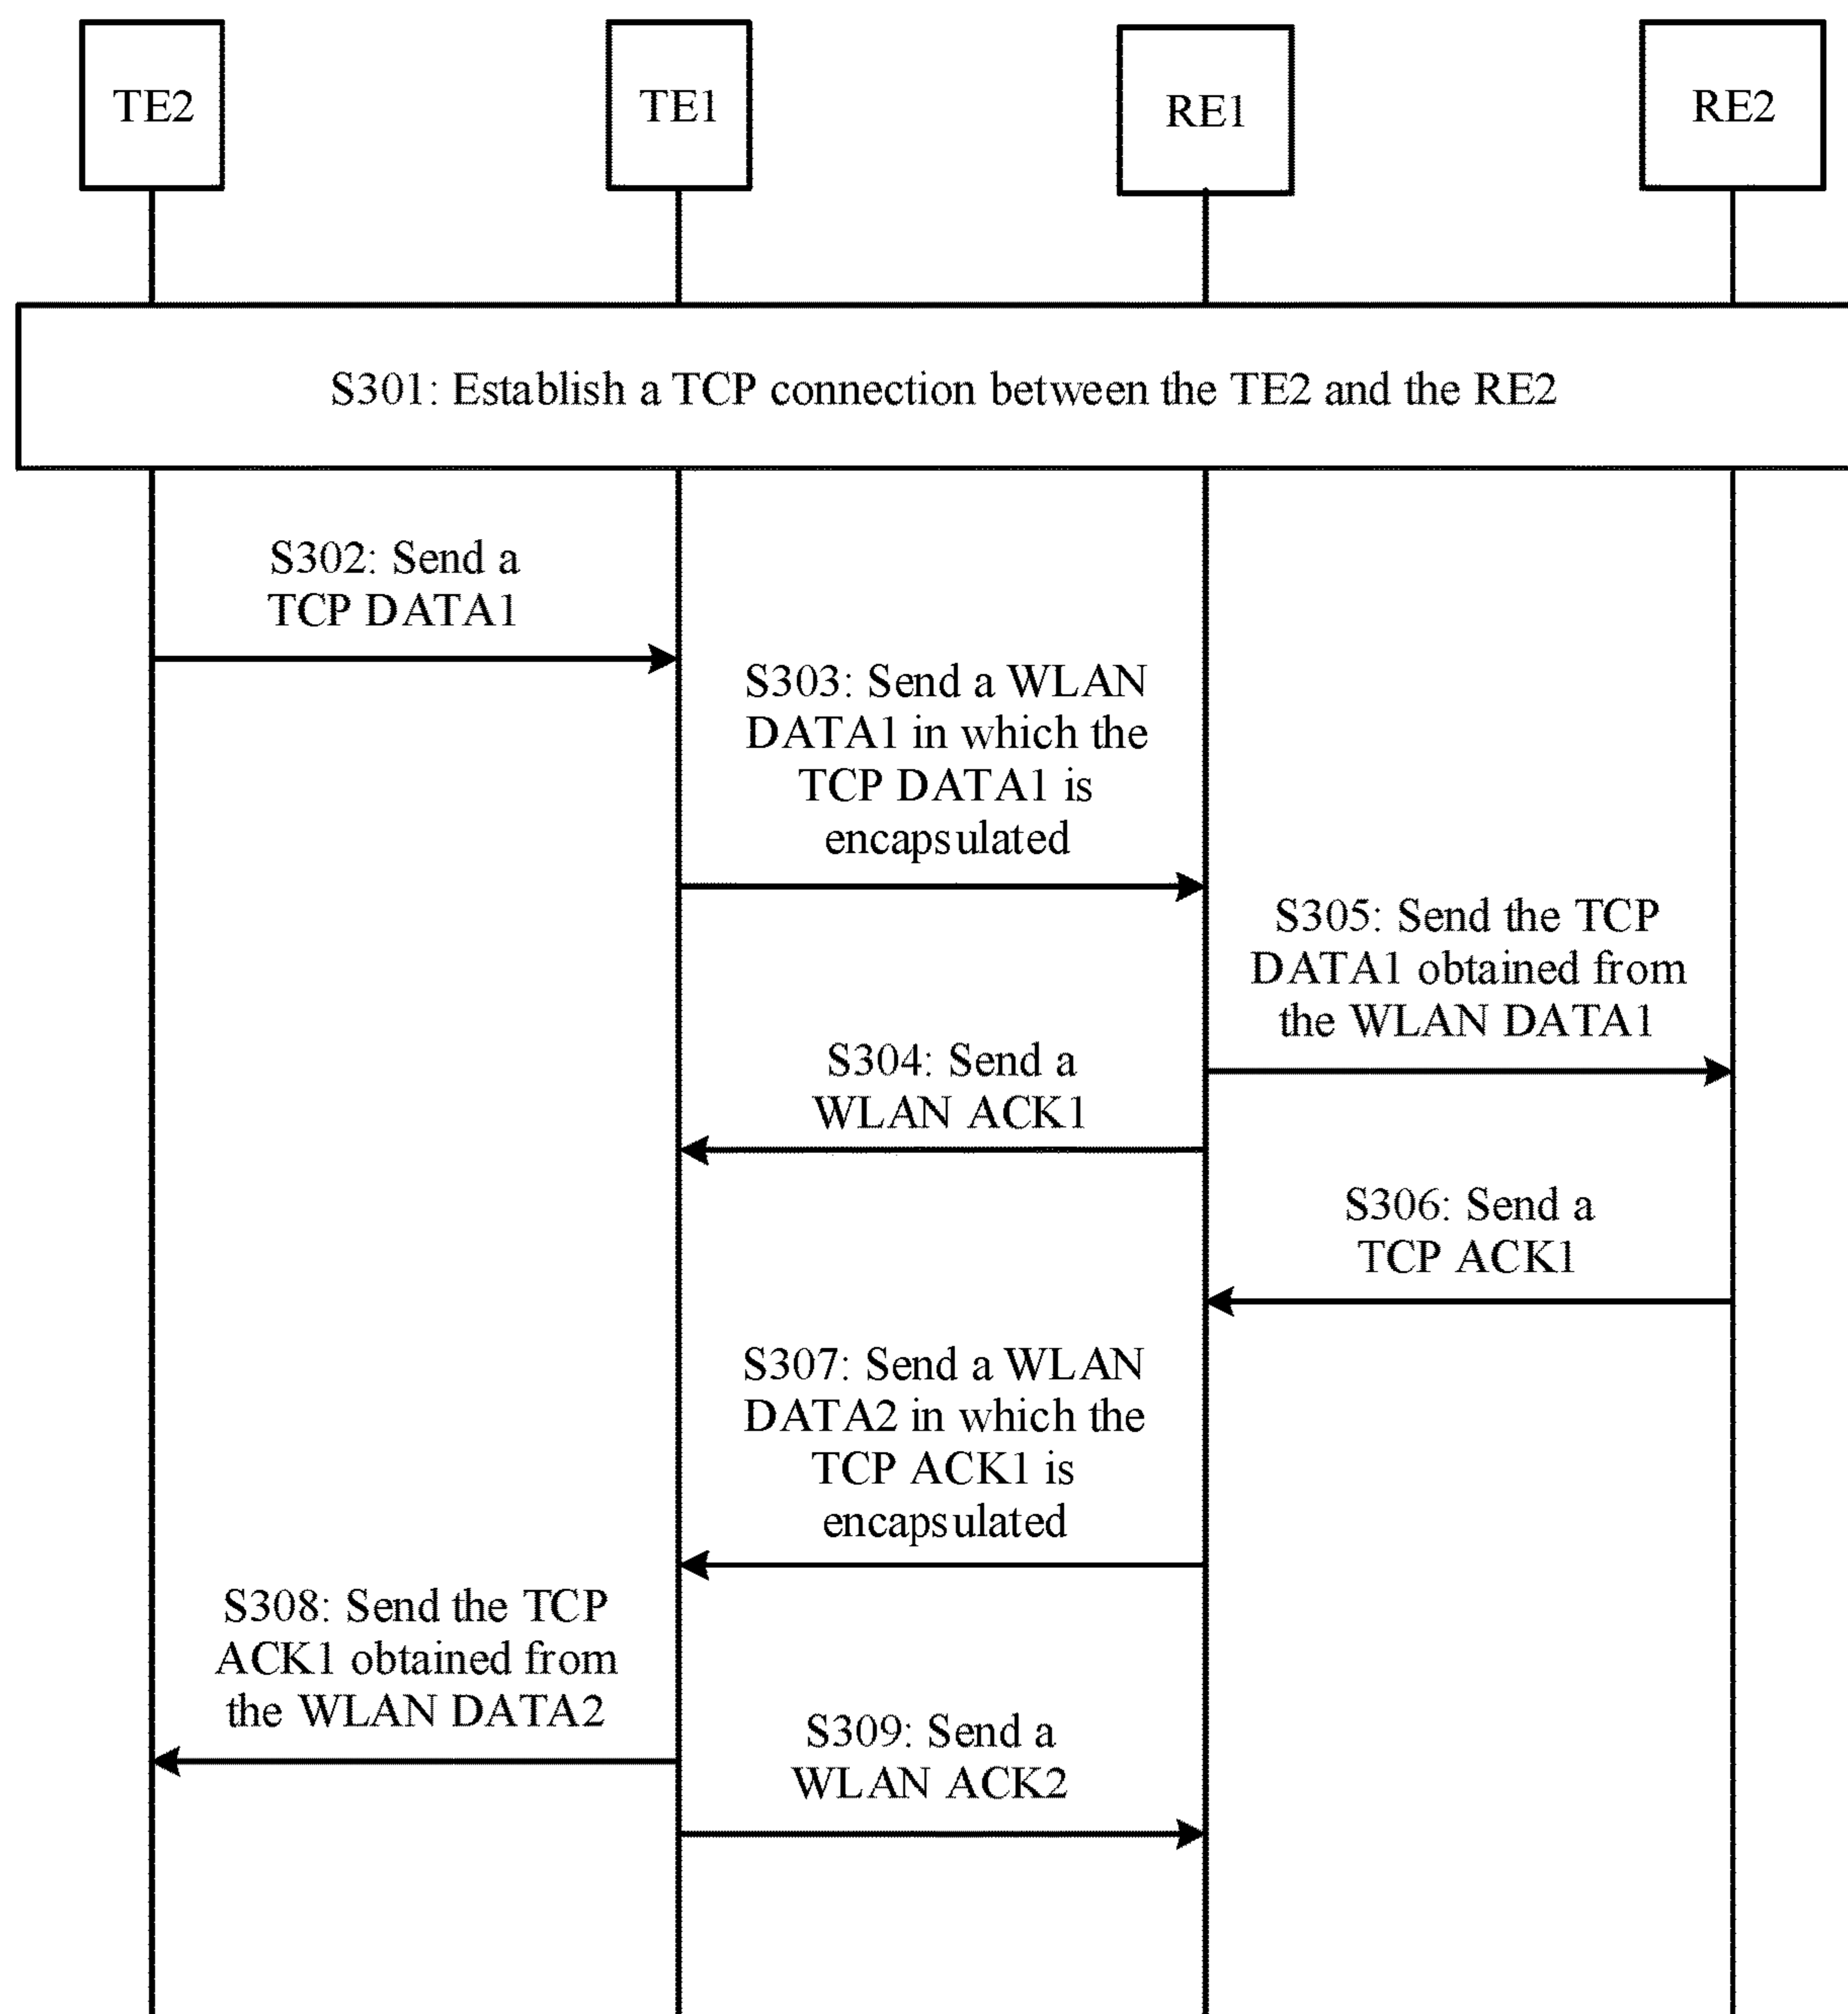 TE2
TE1
RE1
RE2
S301: Establish a TCP connection between the TE2 and the RE2
S302: Send a
TCP DATA1
S303: Send a WLAN
DATA1 in which the
TCP DATA1 is
encapsulated
S305: Send the TCP
DATA1 obtained from
the WLAN DATA1
S304: Send a
WLAN ACK1
S306: Send a
TCP ACK1
S307: Send a WLAN
DATA2 in which the
TCP ACK1 is
encapsulated
S308: Send the TCP
ACK1 obtained from
the WLAN DATA2
S309: Send a
WLAN ACK2